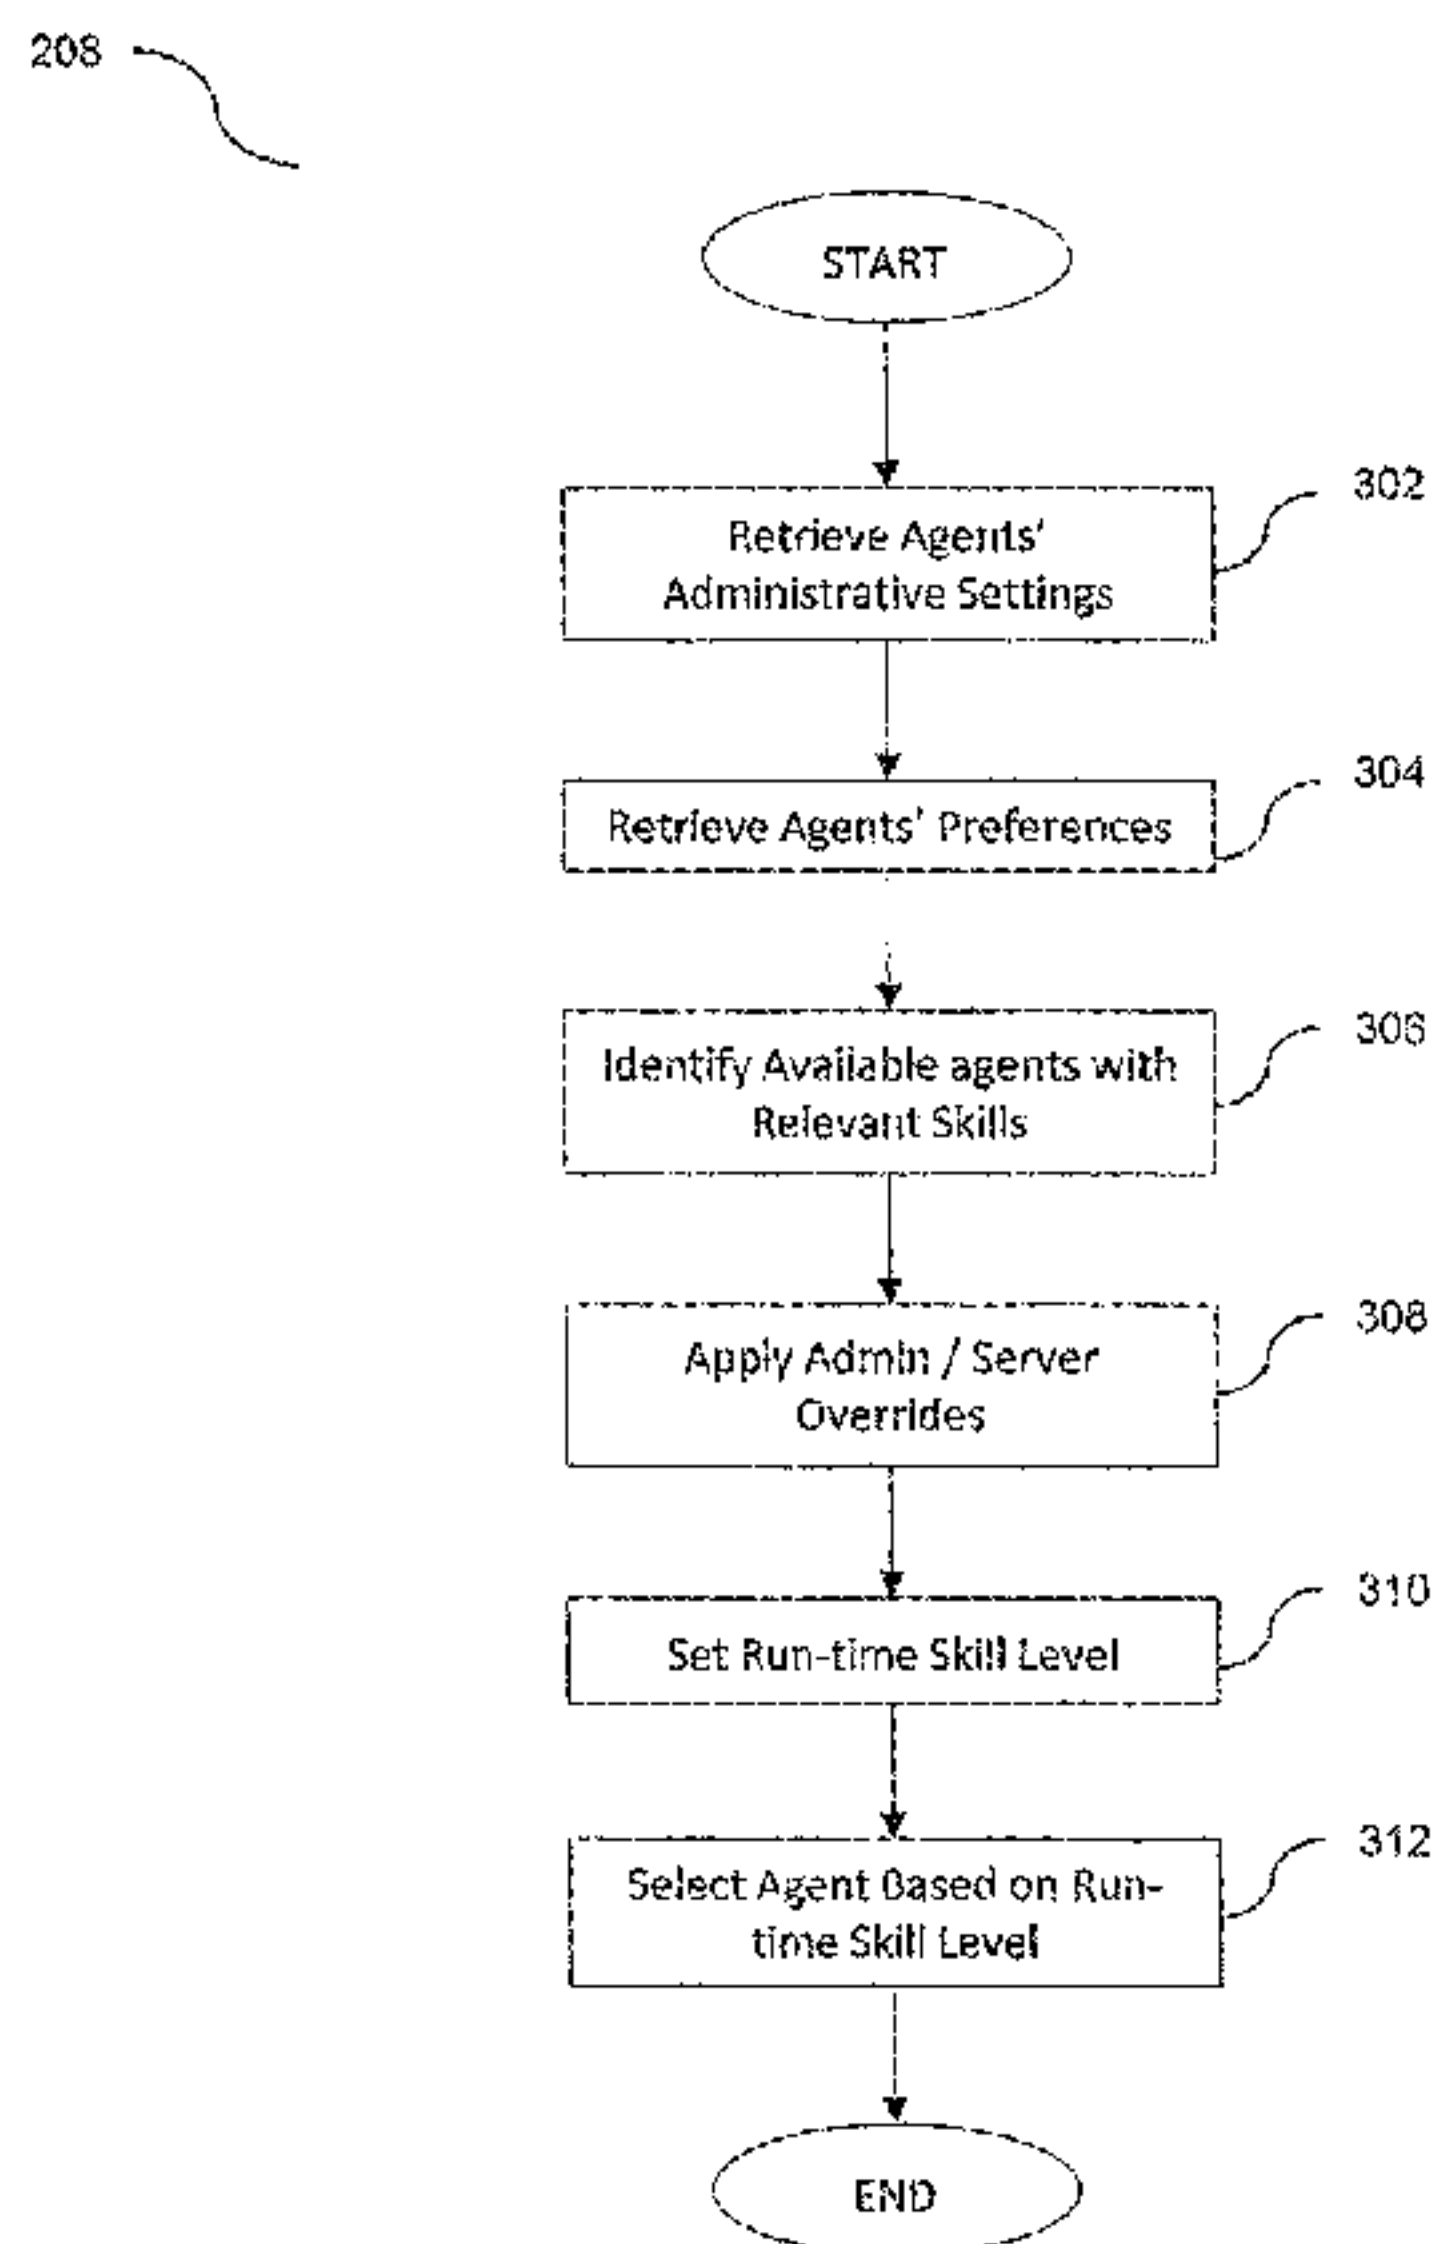 208
START
302
Retrieve Agents'
Administrative Settings
304
Retrieve Agents' Preferences
306
Identify Available agents with
Relevant Skills
308
Apply Admin / Server
Overrides
310
Set Run-time Skill Level
312
Select Agent Based on Run-
time Skill Level
END